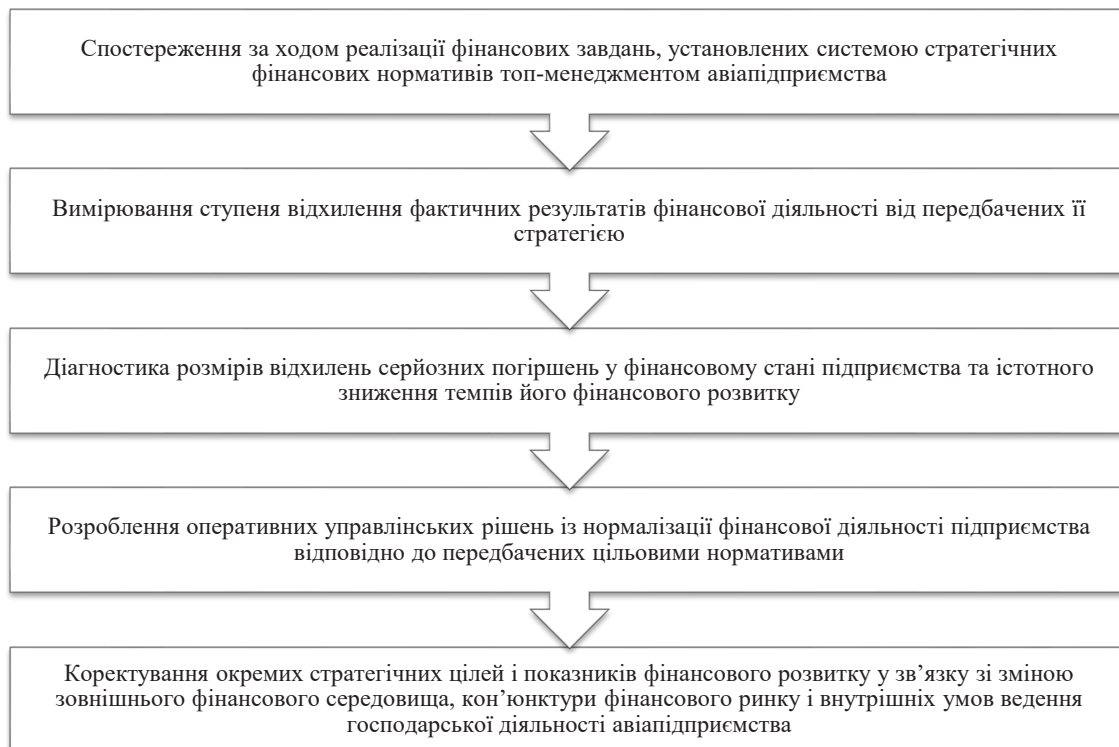 Спостереження за ходом реалізації фінансових завдань, установлених системою стратегічних
фінансових нормативів топ-менеджментом авіапідприємства
Вимірювання ступеня відхилення фактичних результатів фінансової діяльності від передбачених її
стратегією
Діагностика розмірів відхилень серйозних погіршень у фінансовому стані підприємства та істотного
зниження темпів його фінансового розвитку
Розроблення оперативних управлінських рішень із нормалізації фінансової діяльності підприємства
відповідно до передбачених цільовими нормативами
Коректування окремих стратегічних цілей і показників фінансового розвитку у зв’язку зі зміною
зовнішнього фінансового середовища, кон’юнктури фінансового ринку і внутрішніх умов ведення
господарської діяльності авіапідприємства